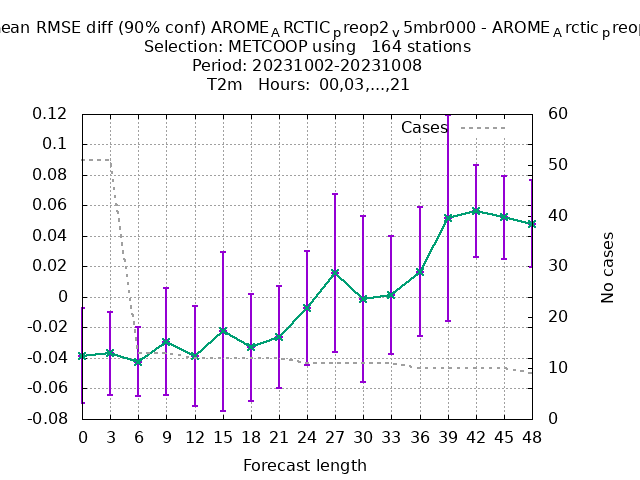 RMSE diff (90% conf) AROME_ARCTIC_preop2_v5mbr000 - AROME_Arctic_
Selection: METCOOP using 164 stations
Period: 20231002-20231008
T2m Hours: 00,03,...,21
0.12
0.1
0.08
0.06
0.04
0.02
0
-0.02
-0.04
-0.06
-0.08
Cases
60
50
40
30
20
10
0
No cases
0 3 6 9 12 15 18 21 24 27 30 33 36 39 42 45 48
Forecast length